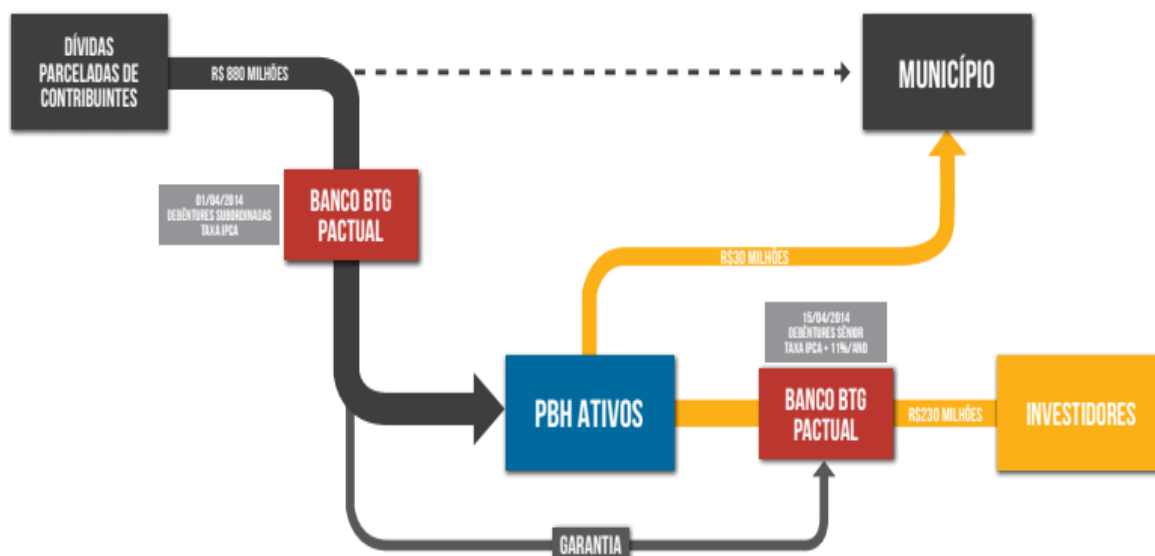 DÍVIDAS
PARCELADAS DE
CONTRIBUINTES
R$ 880 MILHÕES
MUNICÍPIO
01/04/2014
DEBÊNTURES SUBORDINADAS
TAXA IPCA
BANCO BTG
PACTUAL
R$30 MILHÕES
15/04/2014
DEBÊNTURES SÊNIOR
TAXA IPCA + 11%/ANO
PBH ATIVOS
BANCO BTG
PACTUAL
R$230 MILHÕES
INVESTIDORES
GARANTIA